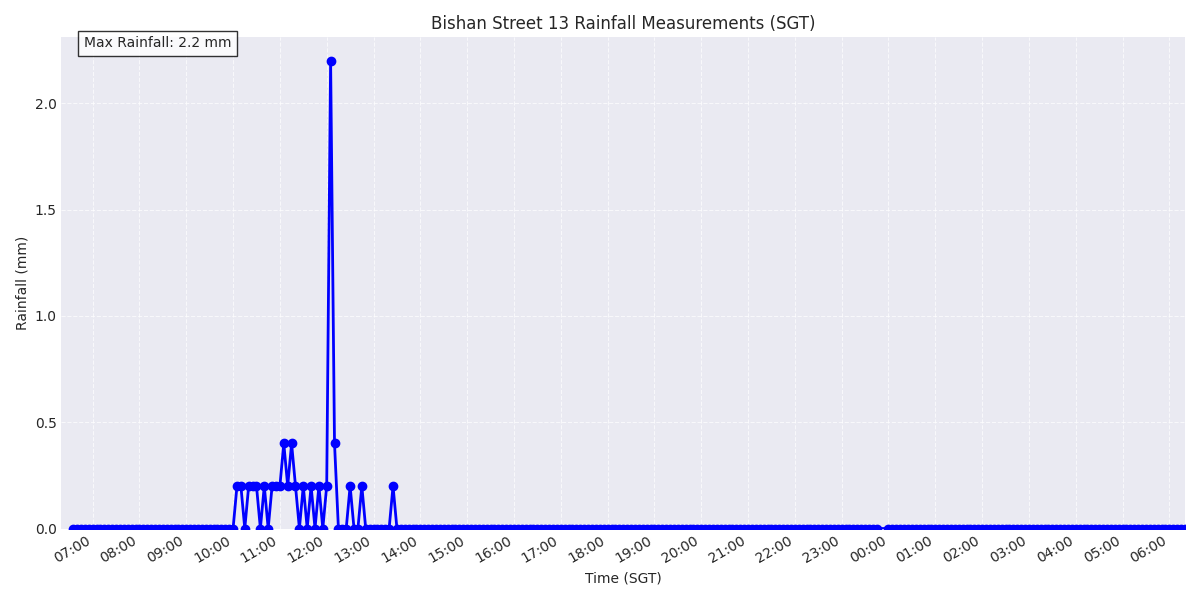 Bishan Street 13 Rainfall Measurements (SGT)
Max Rainfall: 2.2 mm
2.0
1.5
1.0
0.5
0.0
Rainfall (mm)
07:00 08:00 09:00 10:00 11:00 12:00 13:00 14:00 15:00 16:00 17:00 18:00 19:00 20:00 21:00 22:00 23:00 00:00 01:00 02:00 03:00 04:00 05:00 06:00
Time (SGT)